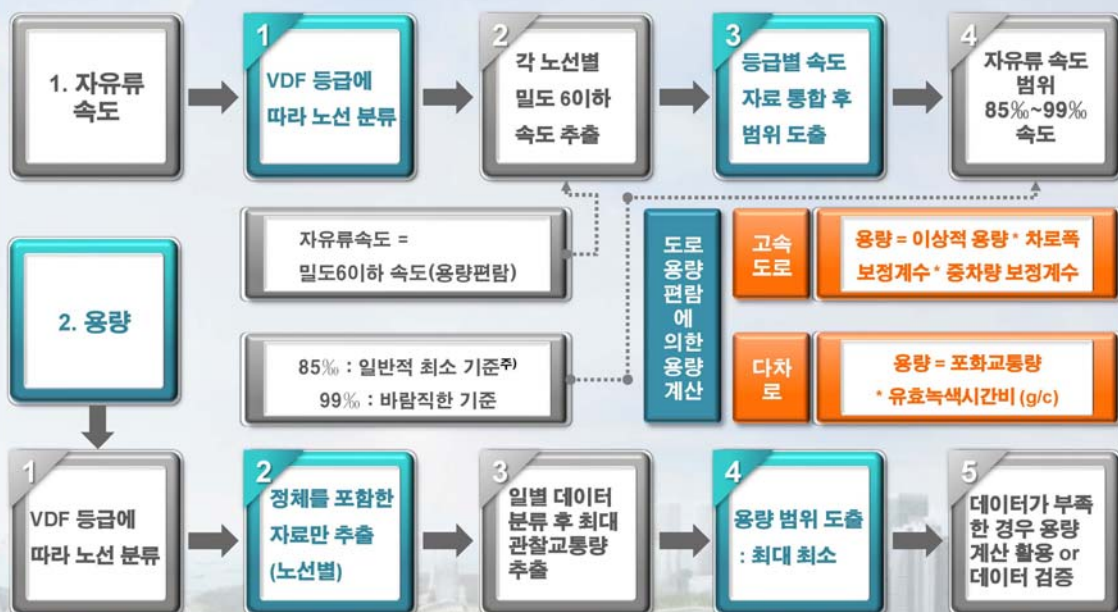 1. 자유류
속도
1
VDF 등급에
따라 노선 분류
2
각 노선별
밀도 6이하
속도 추출
3
등급별 속도
자료 통합 후
범위 도출
4
자유류 속도
범위
85‰~99‰
속도
자유류속도 =
밀도6이하 속도(용량편람)
85‰ : 일반적 최소 기준주)
99‰ : 바람직한 기준
도로
용량
편람
에
의한
용량
계산
고속
도로
용량 = 이상적 용량 * 차로폭
보정계수 * 중차량 보정계수
다차
로
용량 = 포화교통량
* 유효녹색시간비 (g/c)
2. 용량
1
VDF 등급에
따라 노선 분류
2
정체를 포함한
자료만 추출
(노선별)
3
일별 데이터
분류 후 최대
관찰교통량
추출
4
용량 범위 도출
: 최대 최소
5
데이터가 부족
한 경우 용량
계산 활용 or
데이터 검증